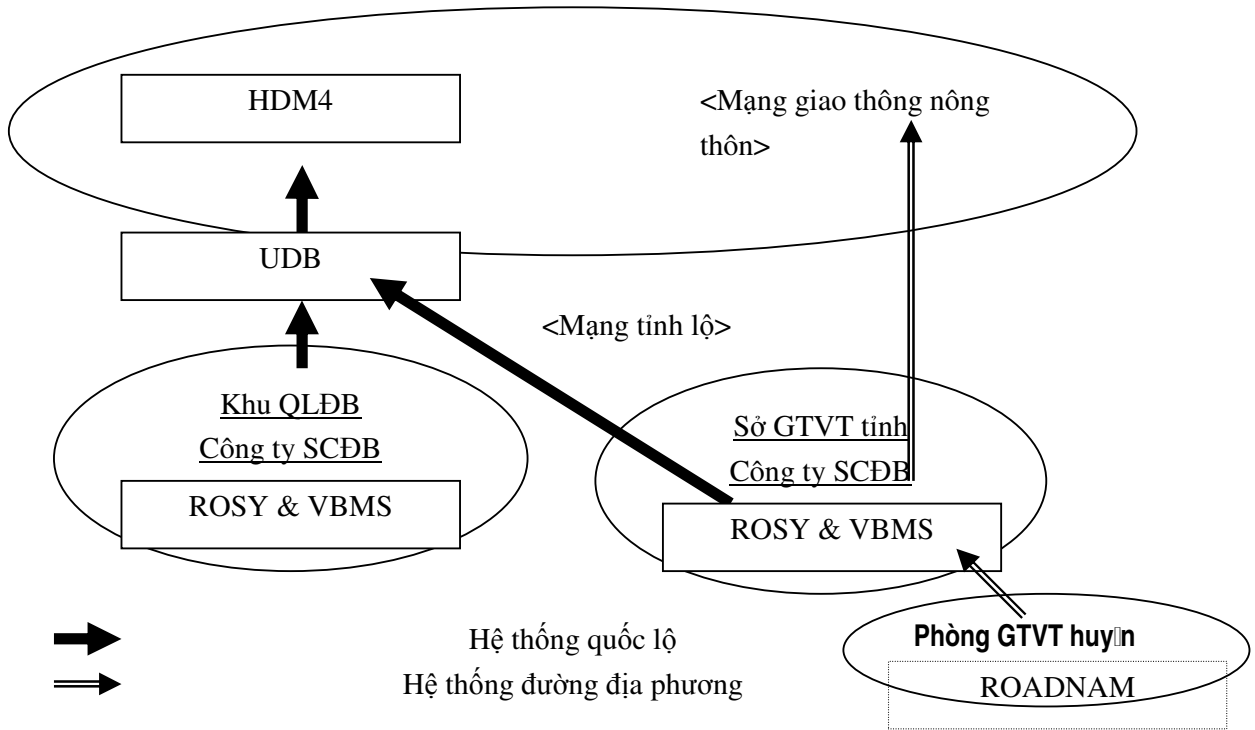 HDM4
<Mạng giao thông nông
thôn>
UDB
<Mạng tỉnh lộ>
Khu QLĐB
Công ty SCĐB
ROSY & VBMS
Sở GTVT tỉnh
Công ty SCĐB
ROSY & VBMS
Phòng GTVT
Hệ thống quốc lộ
Hệ thống đường địa phương
ROADNAM